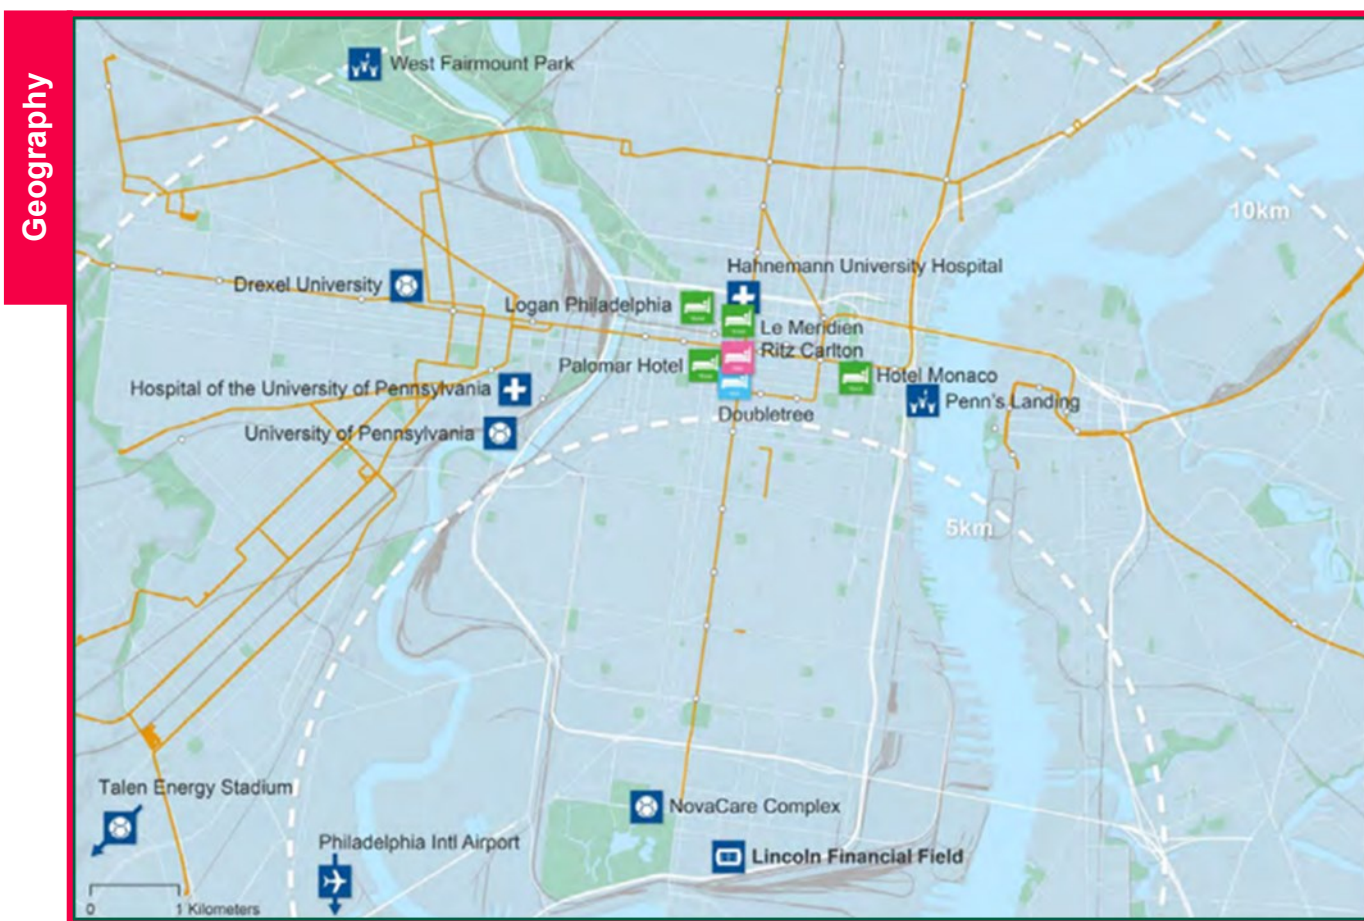 Geography
West Fairmount Park
10km
Hahnemann University Hospital
Drexel University
Logan Philadelphia
Le Meridien
Ritz Carlton
Palomar Hotel
Hotel Monaco
Hospital of the University of Pennsylvania
Penn's Landing
Doubletree
University of Pennsylvania
5km
Talen Energy Stadium
NovaCare Complex
Philadelphia Intl Airport
Lincoln Financial Field
0 1 Kilometers